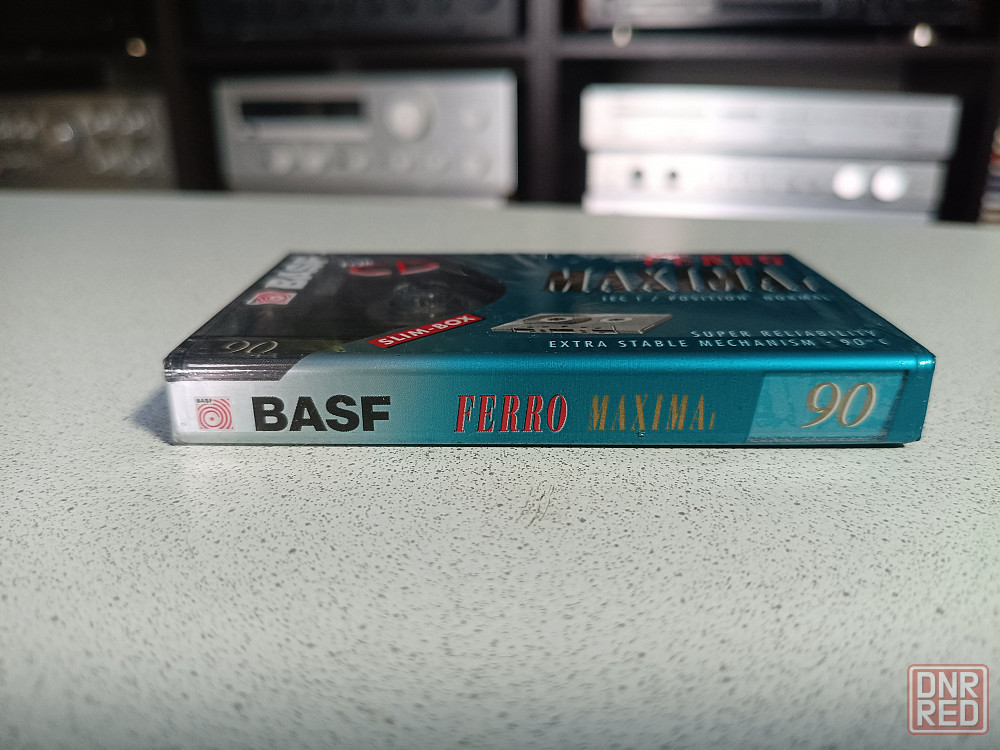 BASF
FERRO
MAXIMA I
IEC I / POSITION NORMAL
SLIM-BOX
SUPER RELIABILITY
EXTRA STABLE MECHANISM - 90°C
90
BASF
BASF FERRO MAXIMA I 90
DNR
RED